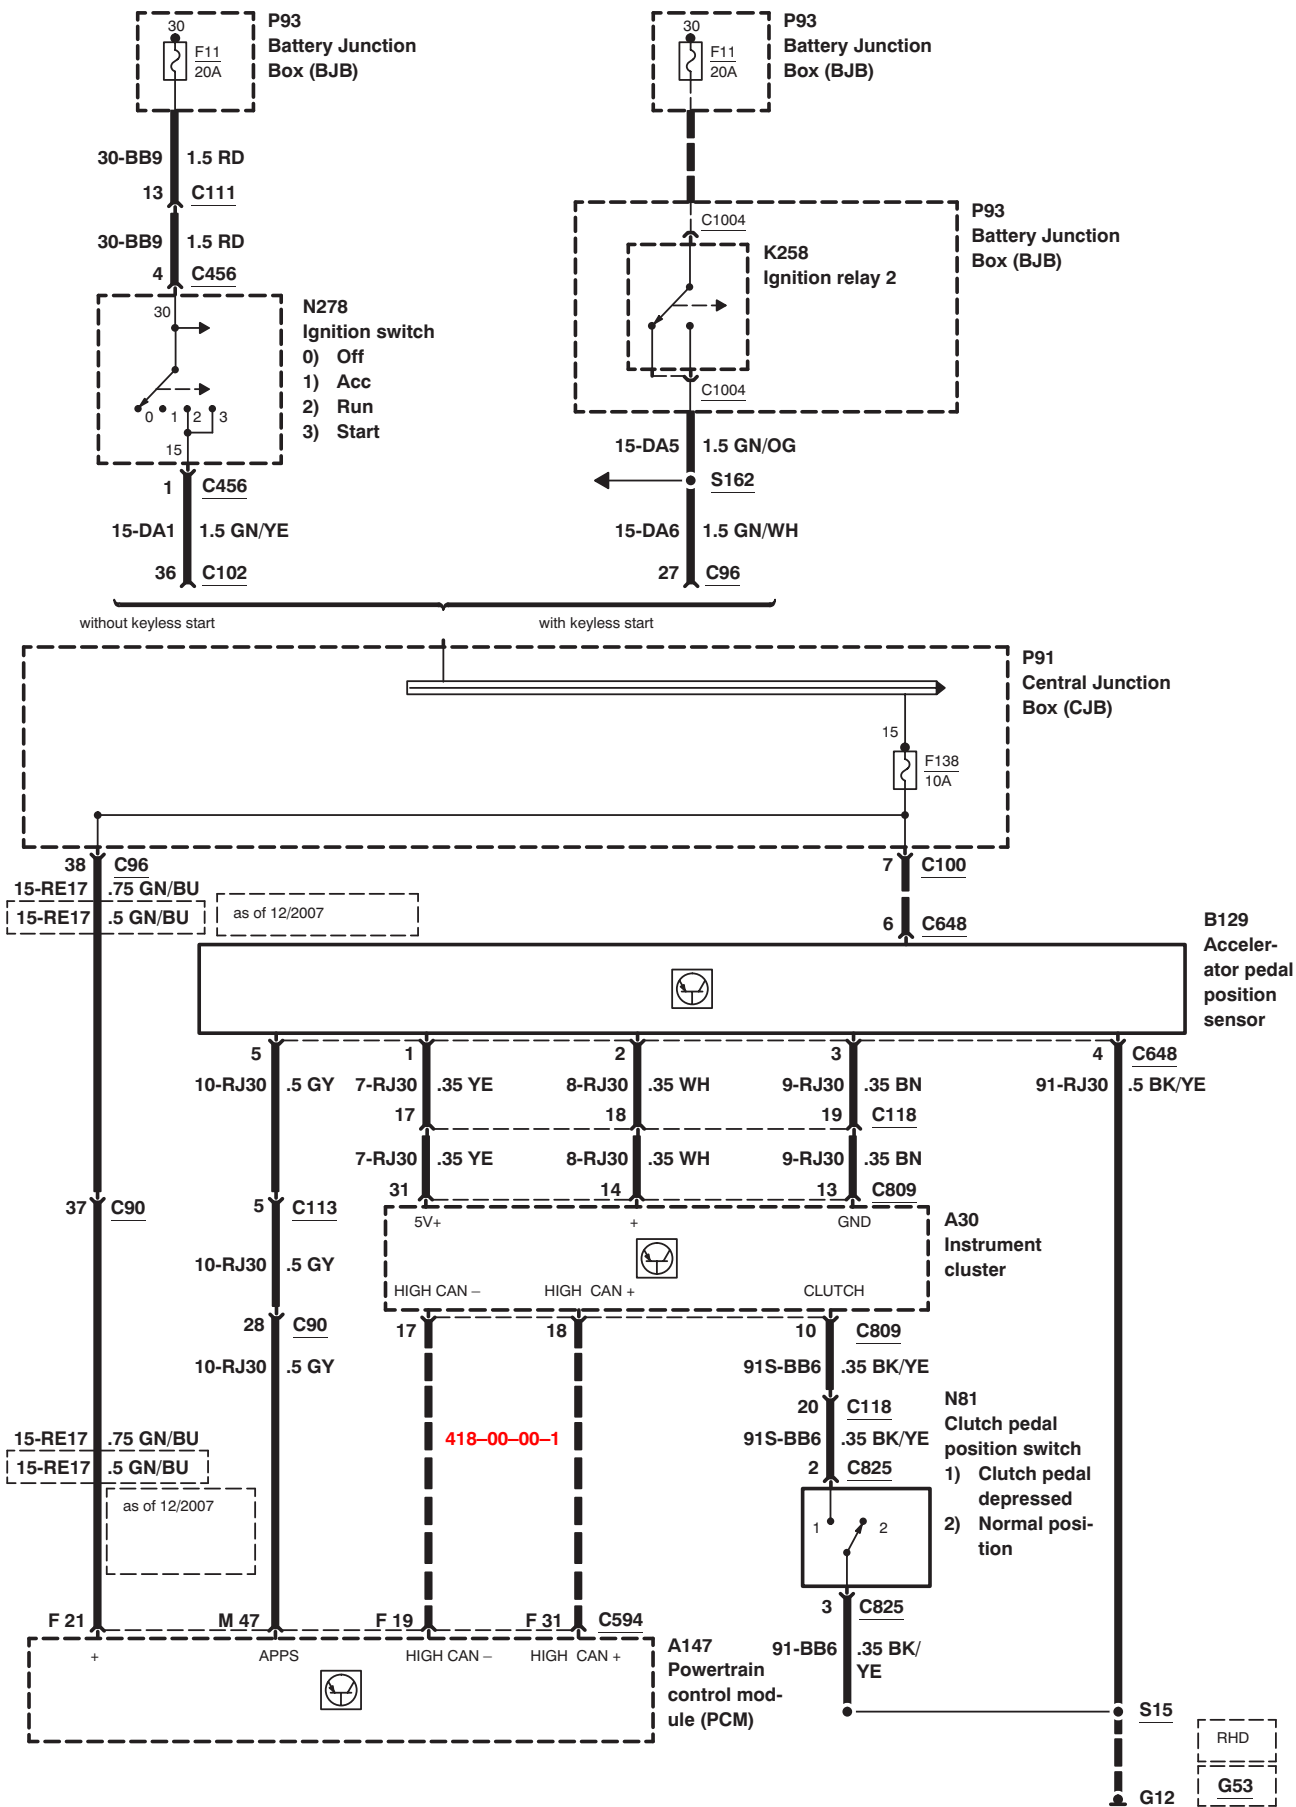 30
F11
20A
P93
Battery Junction
Box (BJB)
30
F11
20A
P93
Battery Junction
Box (BJB)
30-BB9 1.5 RD
13 C111
30-BB9 1.5 RD
4 C456
30
0 1 2 3
15
N278
Ignition switch
0) Off
1) Acc
2) Run
3) Start
1 C456
15-DA1 1.5 GN/YE
36 C102
C1004
K258
Ignition relay 2
C1004
P93
Battery Junction
Box (BJB)
15-DA5 1.5 GN/OG
S162
15-DA6 1.5 GN/WH
27 C96
without keyless start
with keyless start
P91
Central Junction
Box (CJB)
15
F138
10A
38 C96
15-RE17 .75 GN/BU
15-RE17 .5 GN/BU
as of 12/2007
7 C100
6 C648
B129
Acceler-
ator pedal
position
sensor
5 1 2 3 4 C648
10-RJ30 .5 GY 7-RJ30 .35 YE 8-RJ30 .35 WH 9-RJ30 .35 BN 91-RJ30 .5 BK/YE
17 18 19 C118
7-RJ30 .35 YE 8-RJ30 .35 WH 9-RJ30 .35 BN
31 14 13 C809
37 C90
5 C113
5V+ + GND
A30
Instrument
cluster
10-RJ30 .5 GY
HIGH CAN – HIGH CAN + CLUTCH
28 C90
17 18 10 C809
10-RJ30 .5 GY
91S-BB6 .35 BK/YE
20 C118
418–00–00–1
91S-BB6 .35 BK/YE
2 C825
N81
Clutch pedal
position switch
1) Clutch pedal
depressed
2) Normal posi-
tion
15-RE17 .75 GN/BU
15-RE17 .5 GN/BU
as of 12/2007
1 2
3 C825
91-BB6 .35 BK/
YE
F 21 M 47 F 19 F 31 C594
+ APPS HIGH CAN – HIGH CAN +
A147
Powertrain
control mod-
ule (PCM)
S15
RHD
G12
G53